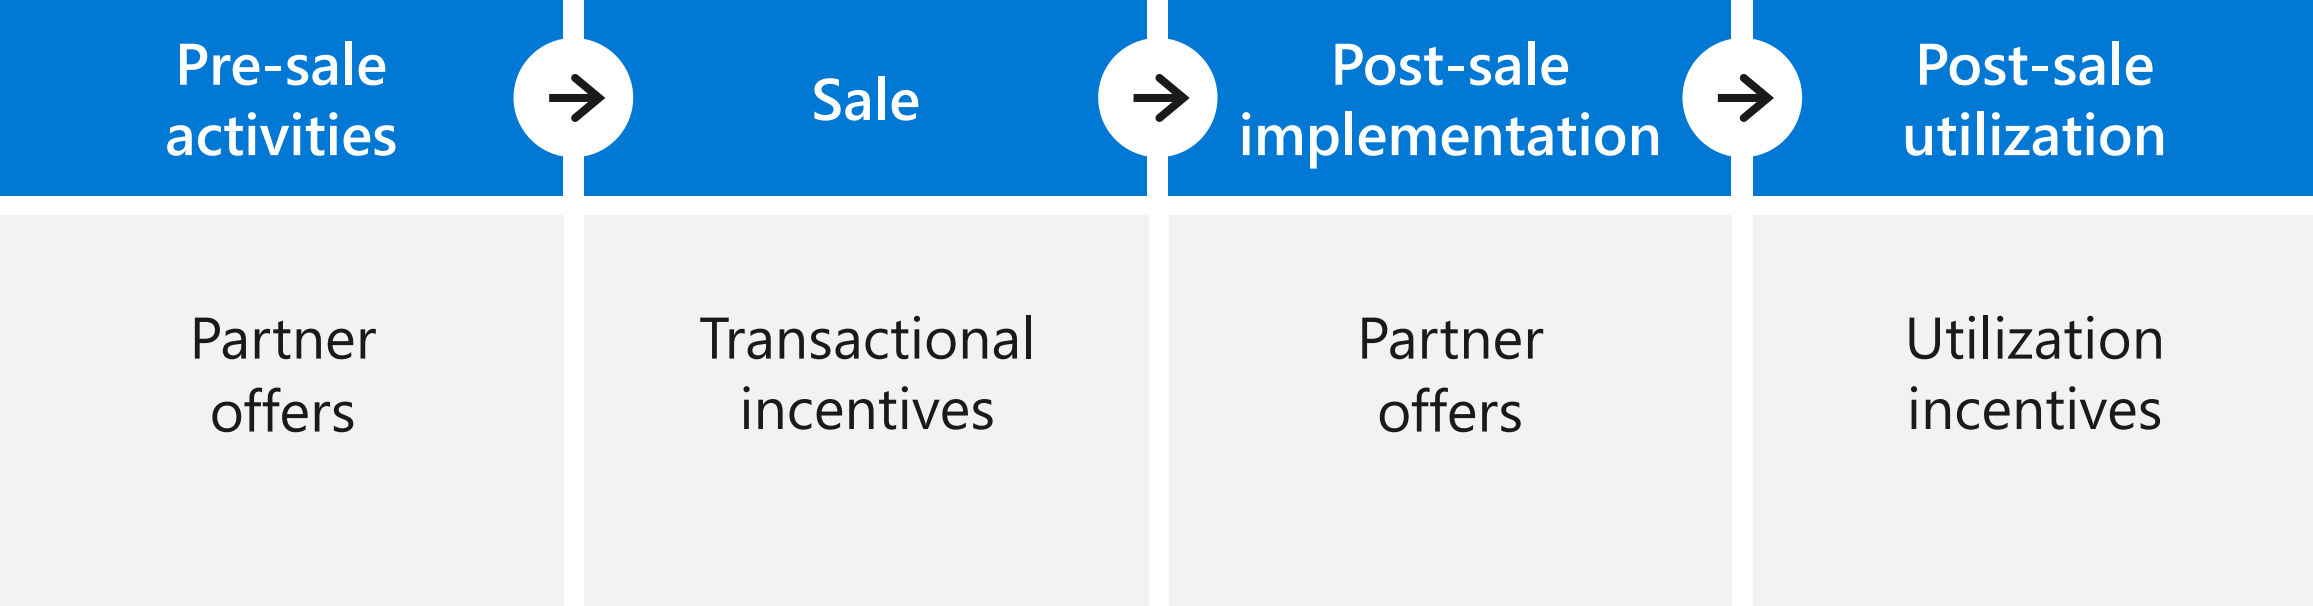 Pre-sale
activities
Sale
Post-sale
implementation
Post-sale
utilization
Partner
offers
Transactional
incentives
Partner
offers
Utilization
incentives